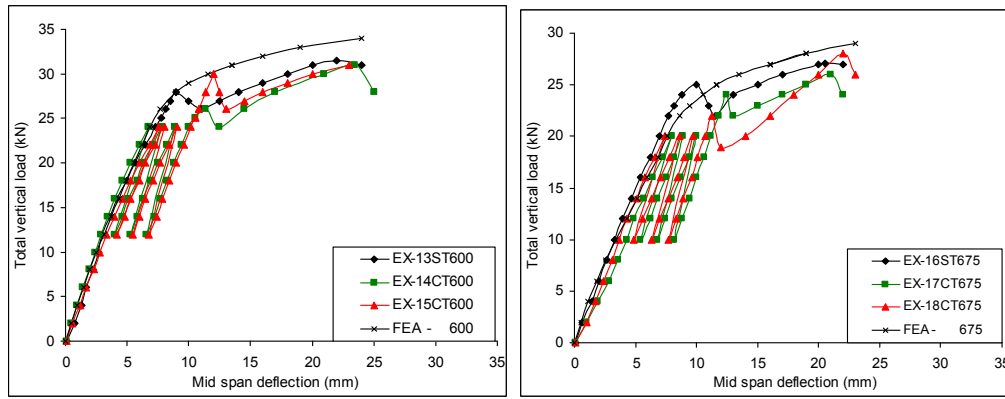 35
30
25
20
15
10
5
0
Total vertical load (kN)
0 5 10 15 20 25 30 35
Mid span deflection (mm)
EX-13ST600
EX-14CT600
EX-15CT600
FEA - 600
30
25
20
15
10
5
0
Total vertical load (kN)
0 5 10 15 20 25 30 35
Mid span deflection (mm)
EX-16ST675
EX-17CT675
EX-18CT675
FEA - 675